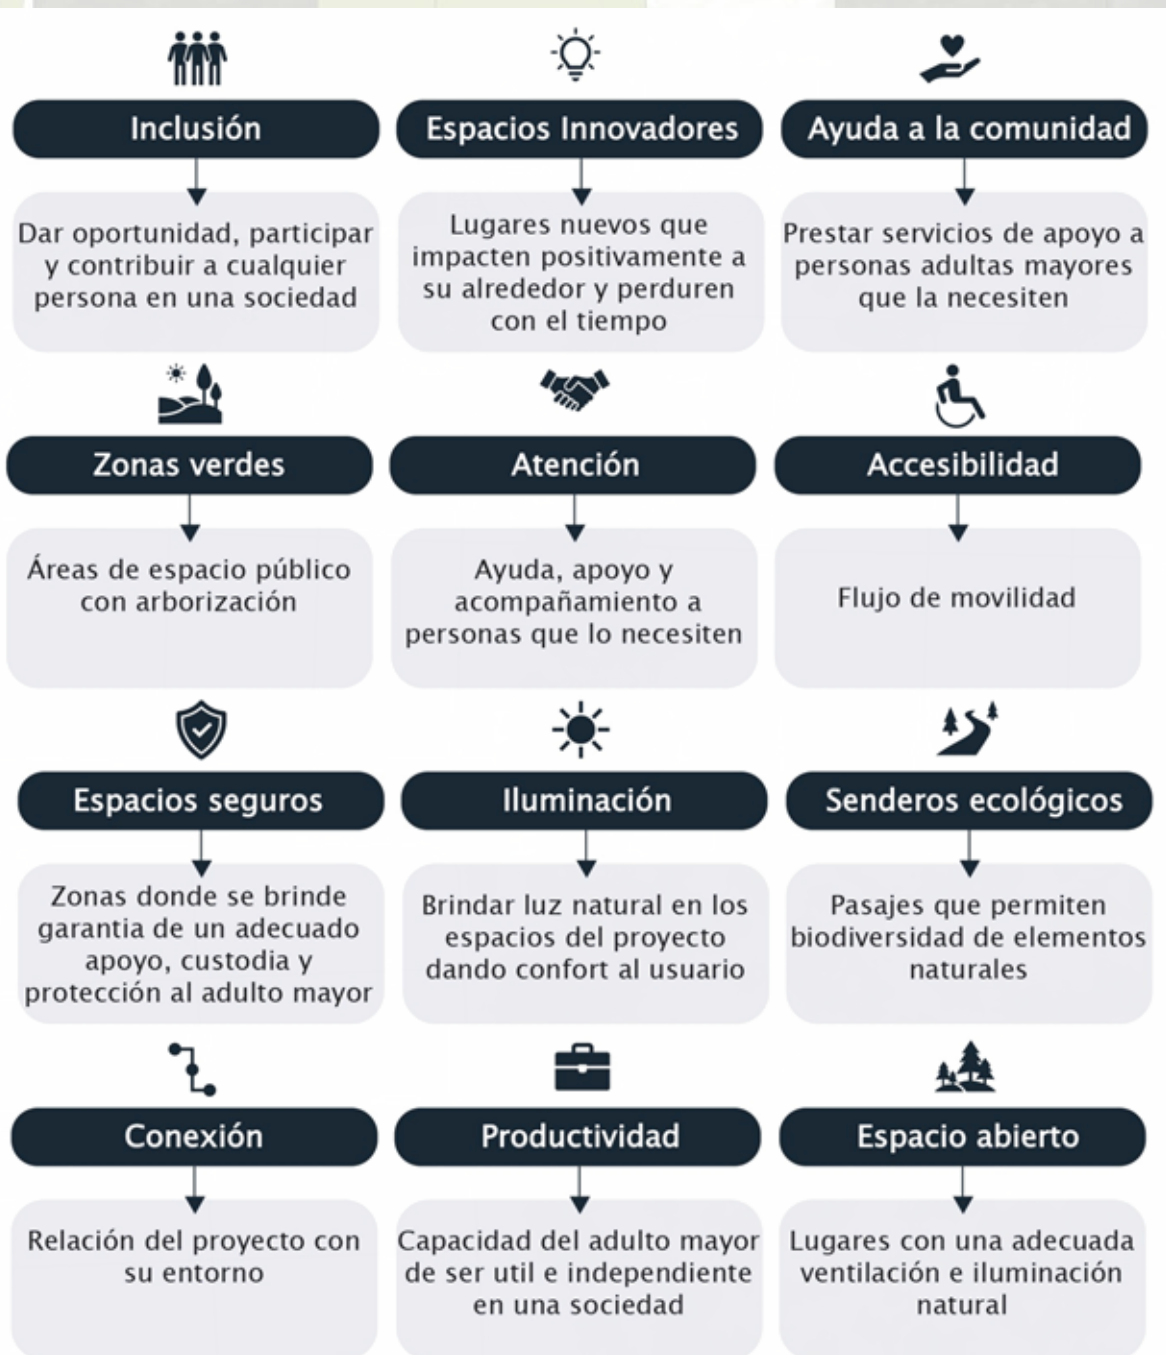 Inclusión
Dar oportunidad, participar
y contribuir a cualquier
persona en una sociedad
Espacios Innovadores
Lugares nuevos que
impacten positivamente a
su alrededor y perduren
con el tiempo
Ayuda a la comunidad
Prestar servicios de apoyo a
personas adultas mayores
que la necesiten
Zonas verdes
Áreas de espacio público
con arborización
Atención
Ayuda, apoyo y
acompañamiento a
personas que lo necesiten
Accesibilidad
Flujo de movilidad
Espacios seguros
Zonas donde se brinde
garantia de un adecuado
apoyo, custodia y
protección al adulto mayor
Iluminación
Brindar luz natural en los
espacios del proyecto
dando confort al usuario
Senderos ecológicos
Pasajes que permiten
biodiversidad de elementos
naturales
Conexión
Relación del proyecto con
su entorno
Productividad
Capacidad del adulto mayor
de ser util e independiente
en una sociedad
Espacio abierto
Lugares con una adecuada
ventilación e iluminación
natural